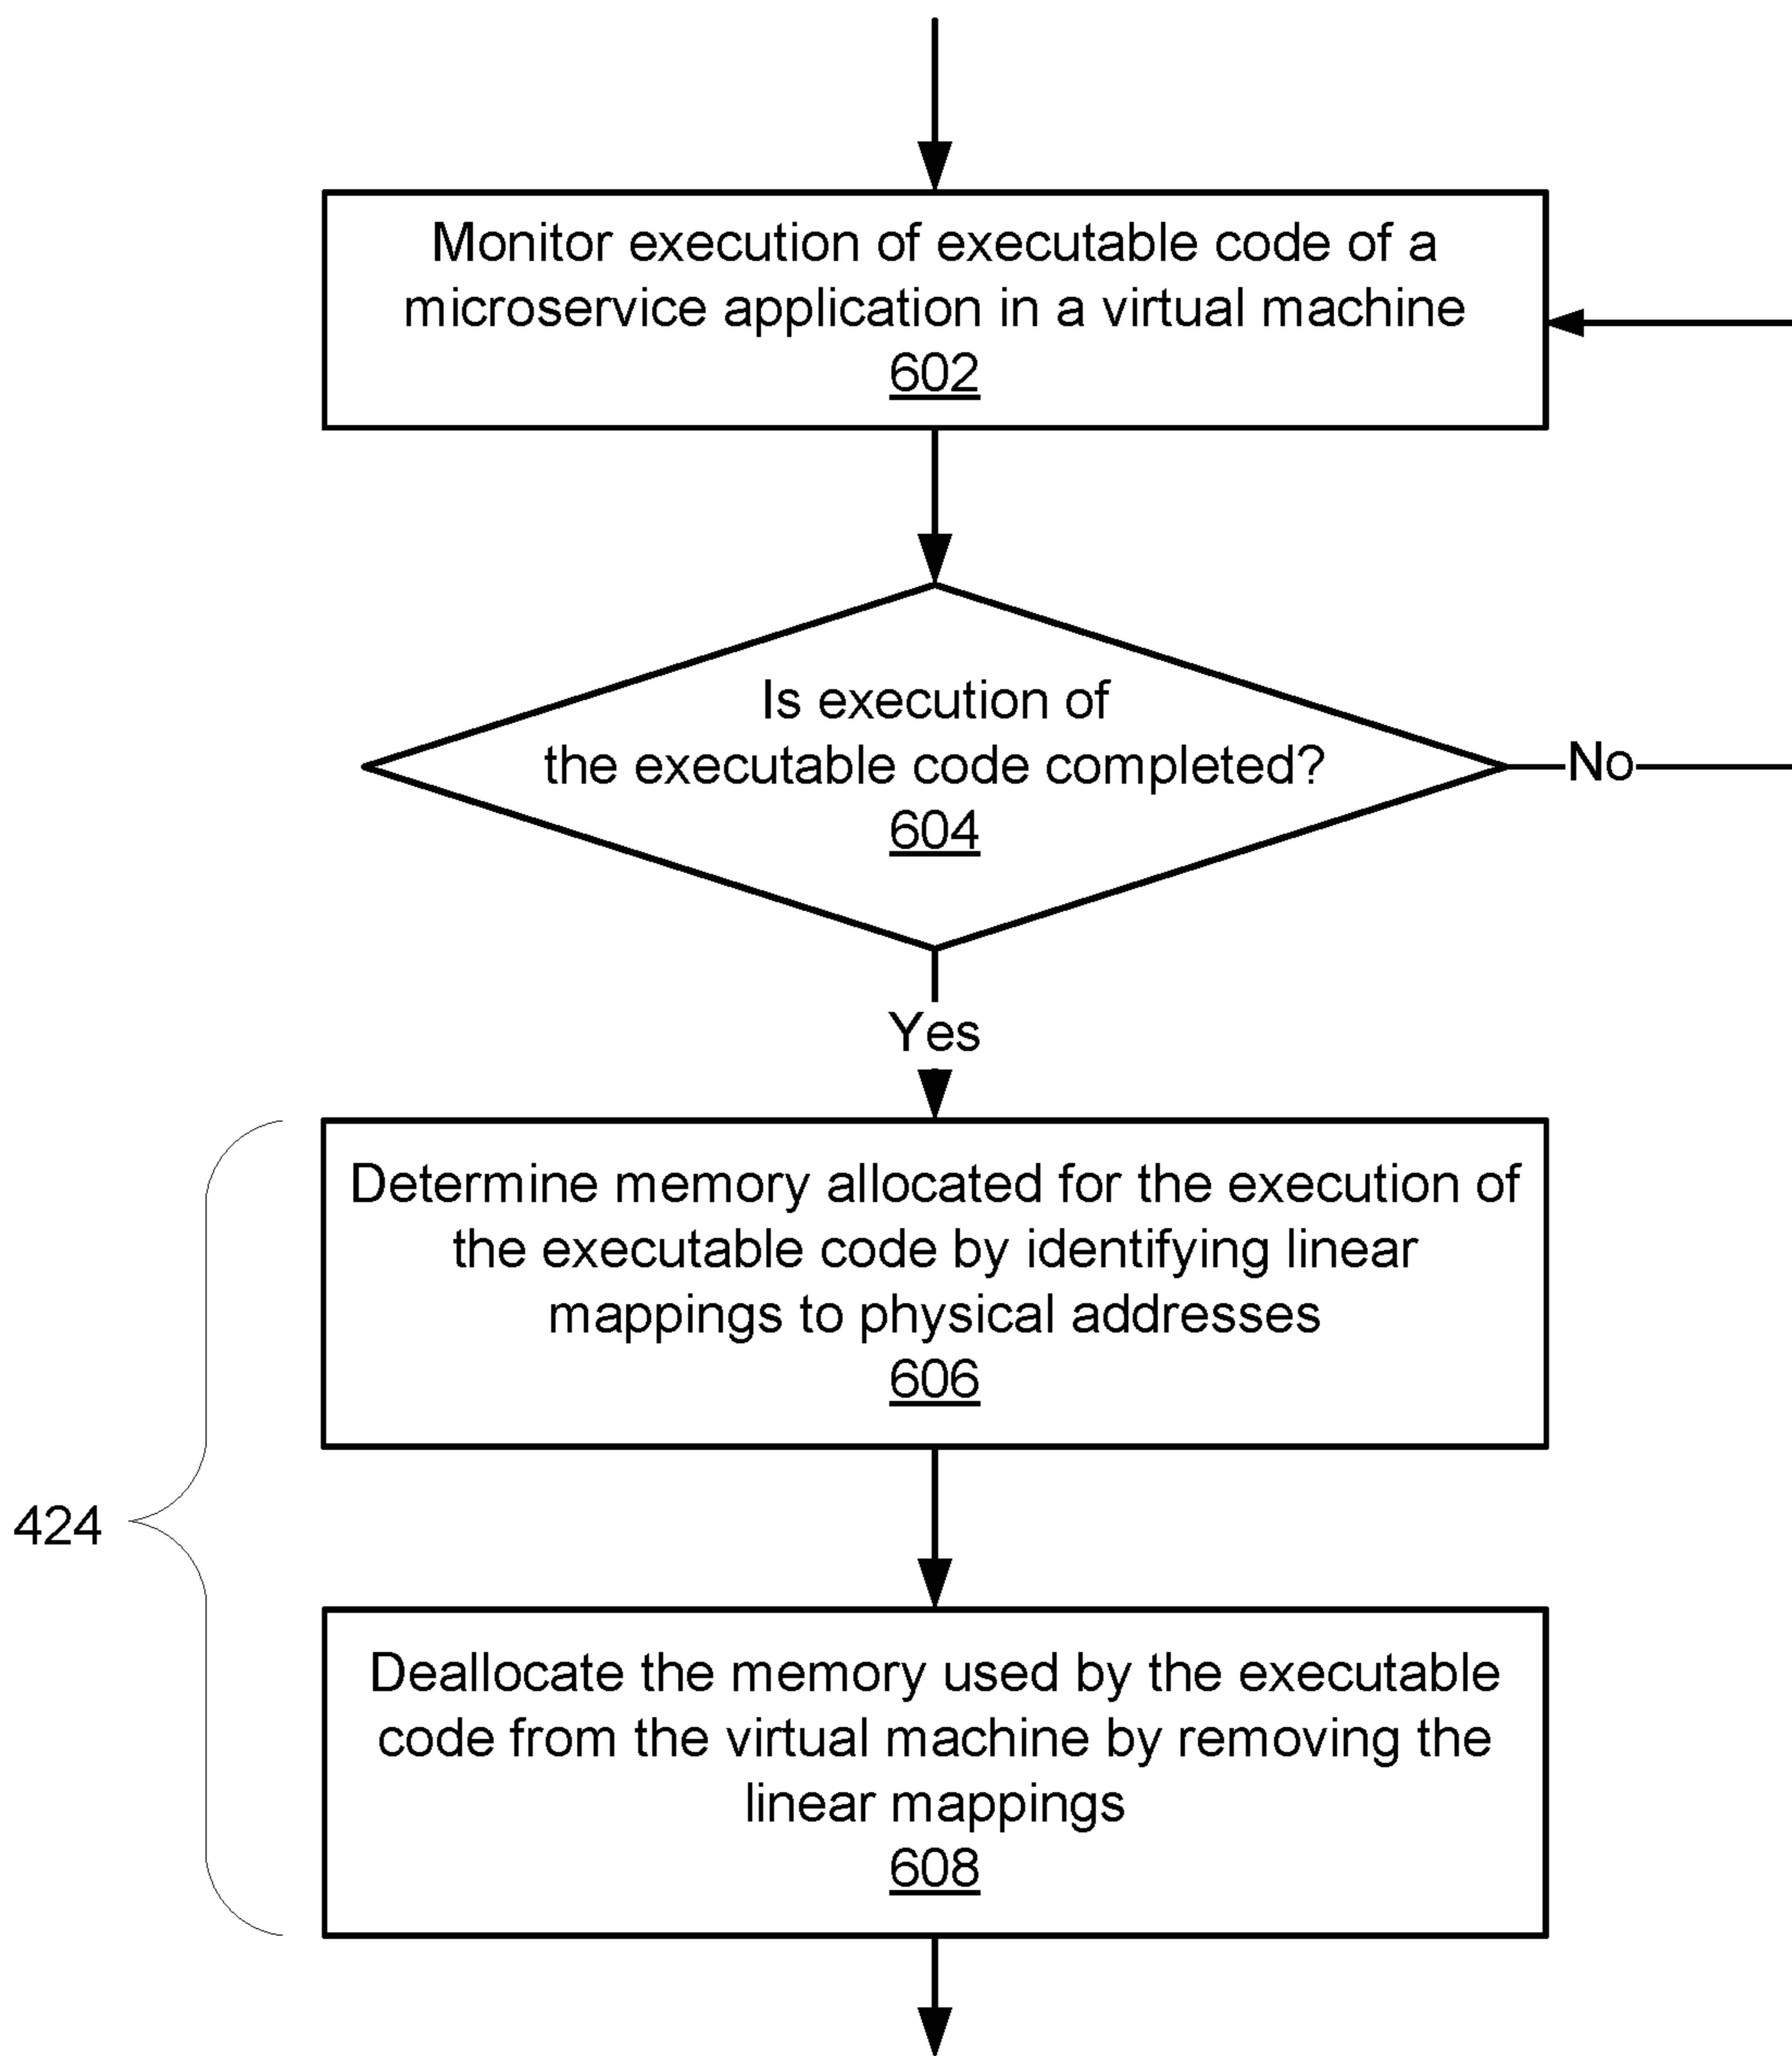 Monitor execution of executable code of a
microservice application in a virtual machine
602
Is execution of
the executable code completed?
604
No
Yes
Determine memory allocated for the execution of
the executable code by identifying linear
mappings to physical addresses
606
424
Deallocate the memory used by the executable
code from the virtual machine by removing the
linear mappings
608